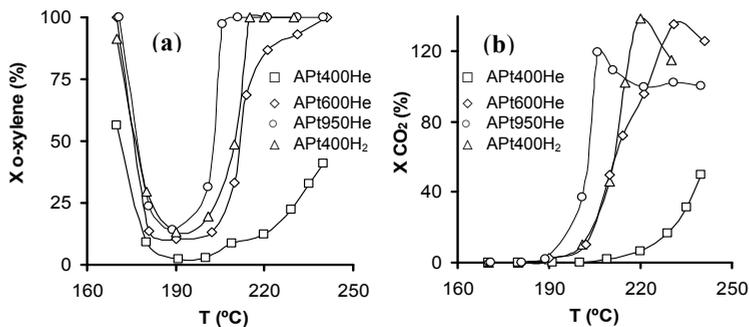 X o-xylene (%)
100
75
50
25
0
160
190
220
250
T (ºC)
(a)
APt400He
APt600He
APt950He
APt400H₂
X CO₂ (%)
120
80
40
0
160
190
220
250
T (ºC)
(b)
APt400He
APt600He
APt950He
APt400H₂